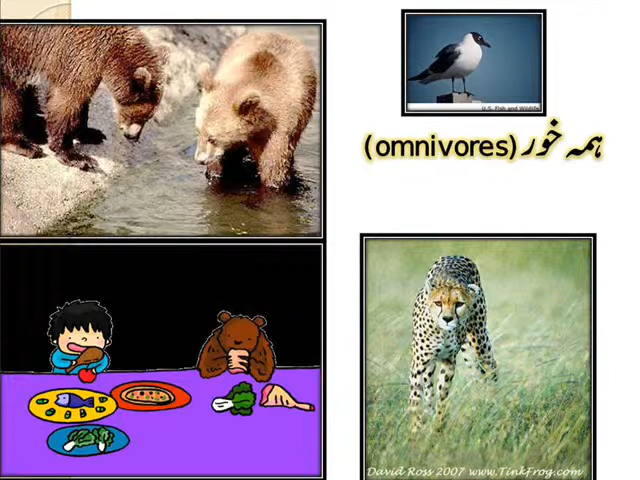 U.S. Fish and Wildlife
ہمہ خور (omnivores)
David Ross 2007 www.TinkFrog.com